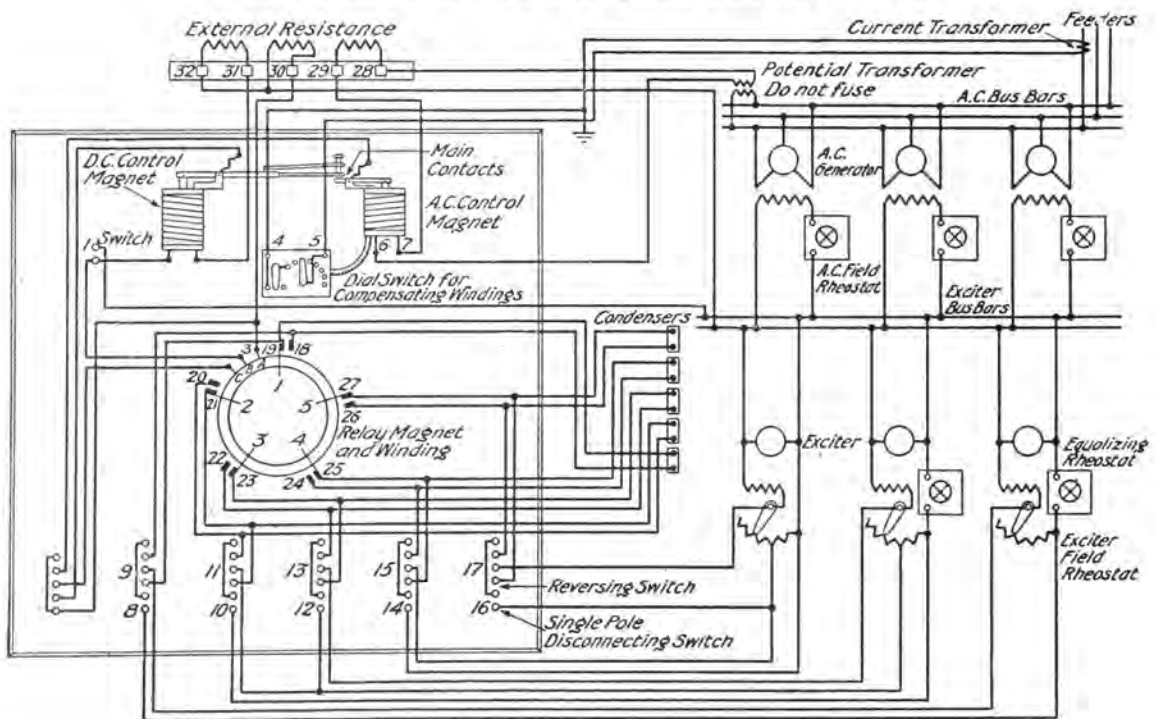 External Resistance
Current Transformer
Feeders
32 31 30 29 28
Potential Transformer
Do not fuse
A.C. Bus Bars
D.C. Control
Magnet
Main
Contacts
A.C.
Generator
A.C. Control
Magnet
1
Switch
4 5 6 7
Dial Switch for
Compensating Windings
A.C. Field
Rheostat
Exciter
Bus Bars
Condensers
3 19 18
C B A
20
21
1
2
3
4
5
27
26
Relay Magnet
and Winding
22
23
24
25
Exciter
Equalizing
Rheostat
Exciter
Field
Rheostat
9 11 13 15 17
Reversing Switch
8 10 12 14 16
Single Pole
Disconnecting Switch